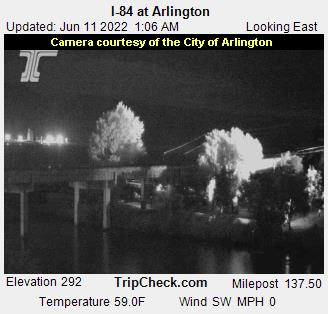 I-84 at Arlington
Updated: Jun 11 2022 1:06 AM Looking East
Camera courtesy of the City of Arlington
Elevation 292 TripCheck.com Milepost 137.50
Temperature 59.0F Wind SW MPH 0